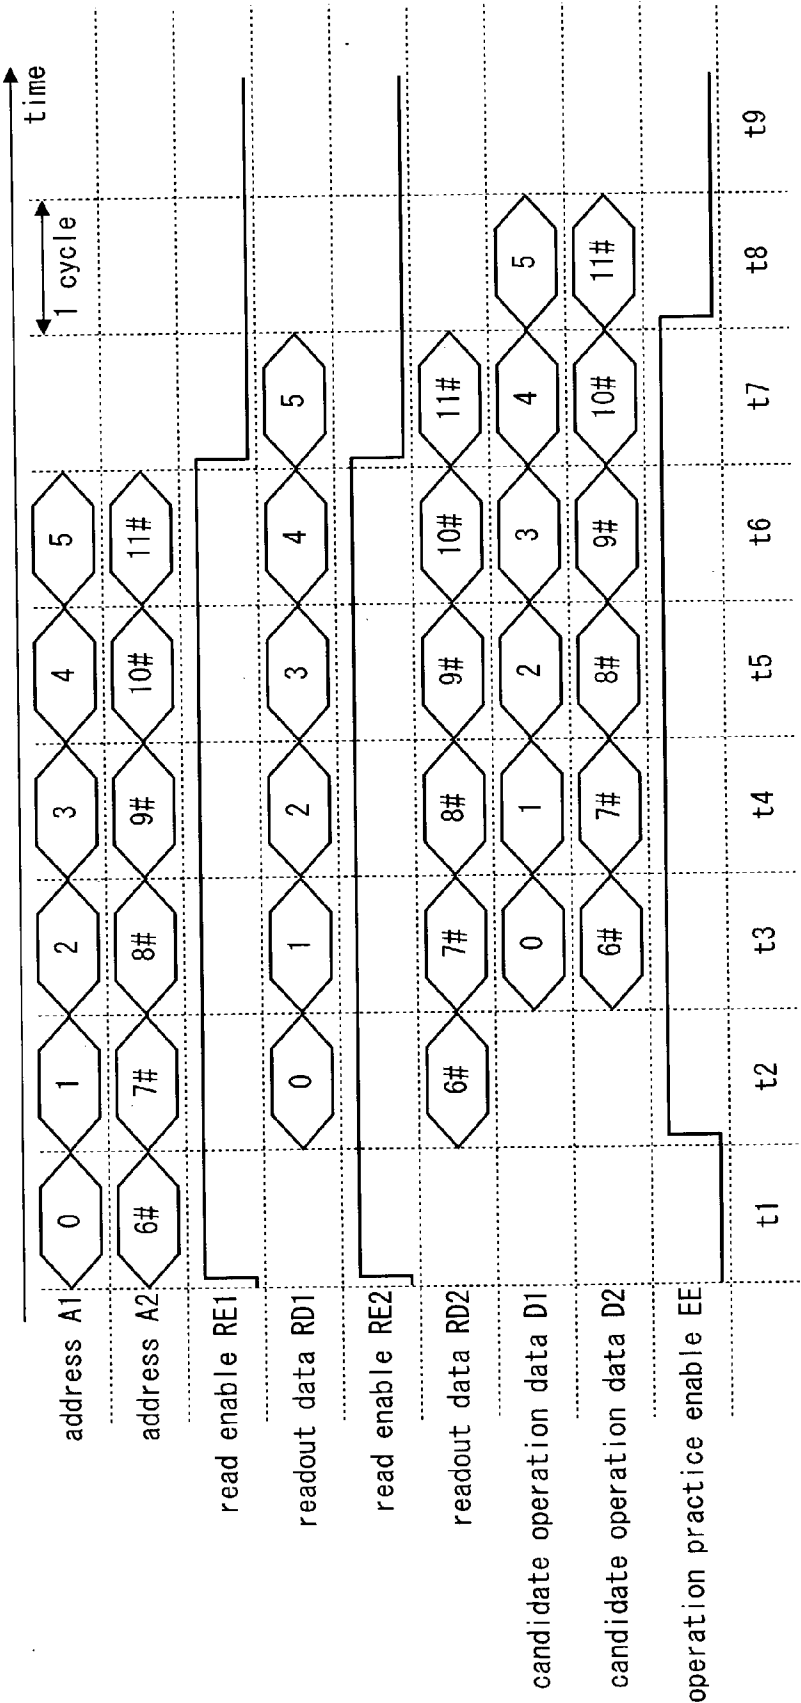 time
1 cycle
address A1 0 1 2 3 4 5
address A2 6# 7# 8# 9# 10# 11#
read enable RE1
readout data RD1 0 1 2 3 4 5
read enable RE2
readout data RD2 6# 7# 8# 9# 10# 11#
candidate operation data D1 0 1 2 3 4 5
candidate operation data D2 6# 7# 8# 9# 10# 11#
operation practice enable EE
t1 t2 t3 t4 t5 t6 t7 t8 t9